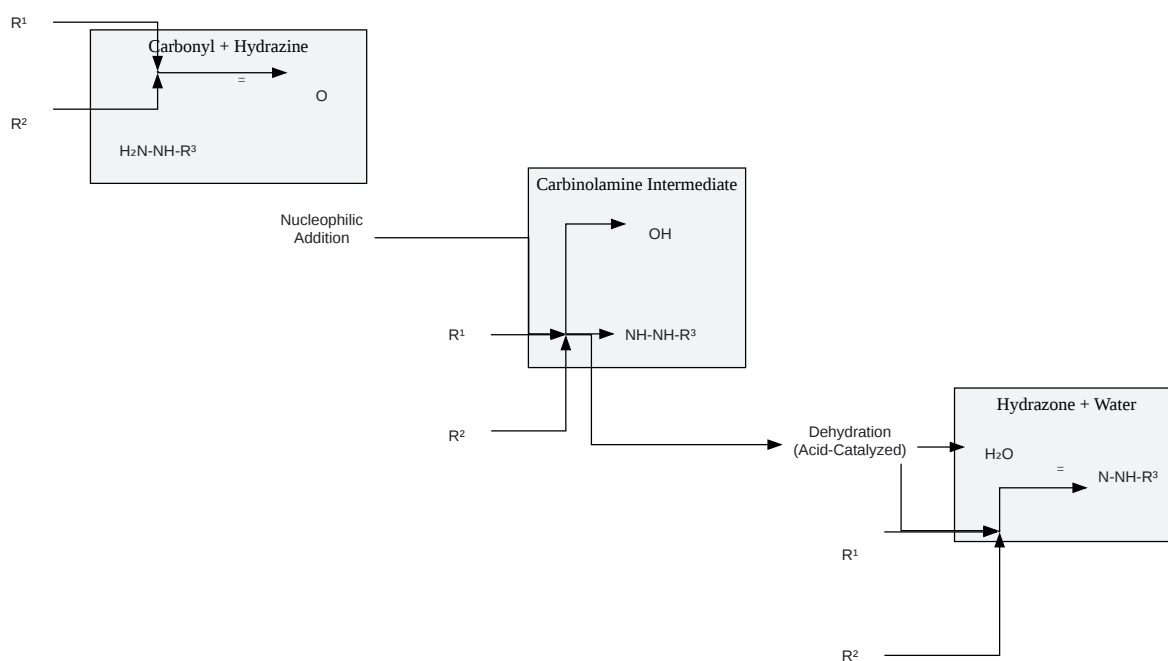 R¹
Carbonyl + Hydrazine
=
O
R²
H₂N-NH-R³
Carbinolamine Intermediate
Nucleophilic
Addition
OH
R¹
NH-NH-R³
R²
Hydrazone + Water
Dehydration
(Acid-Catalyzed)
H₂O
=
N-NH-R³
R¹
R²